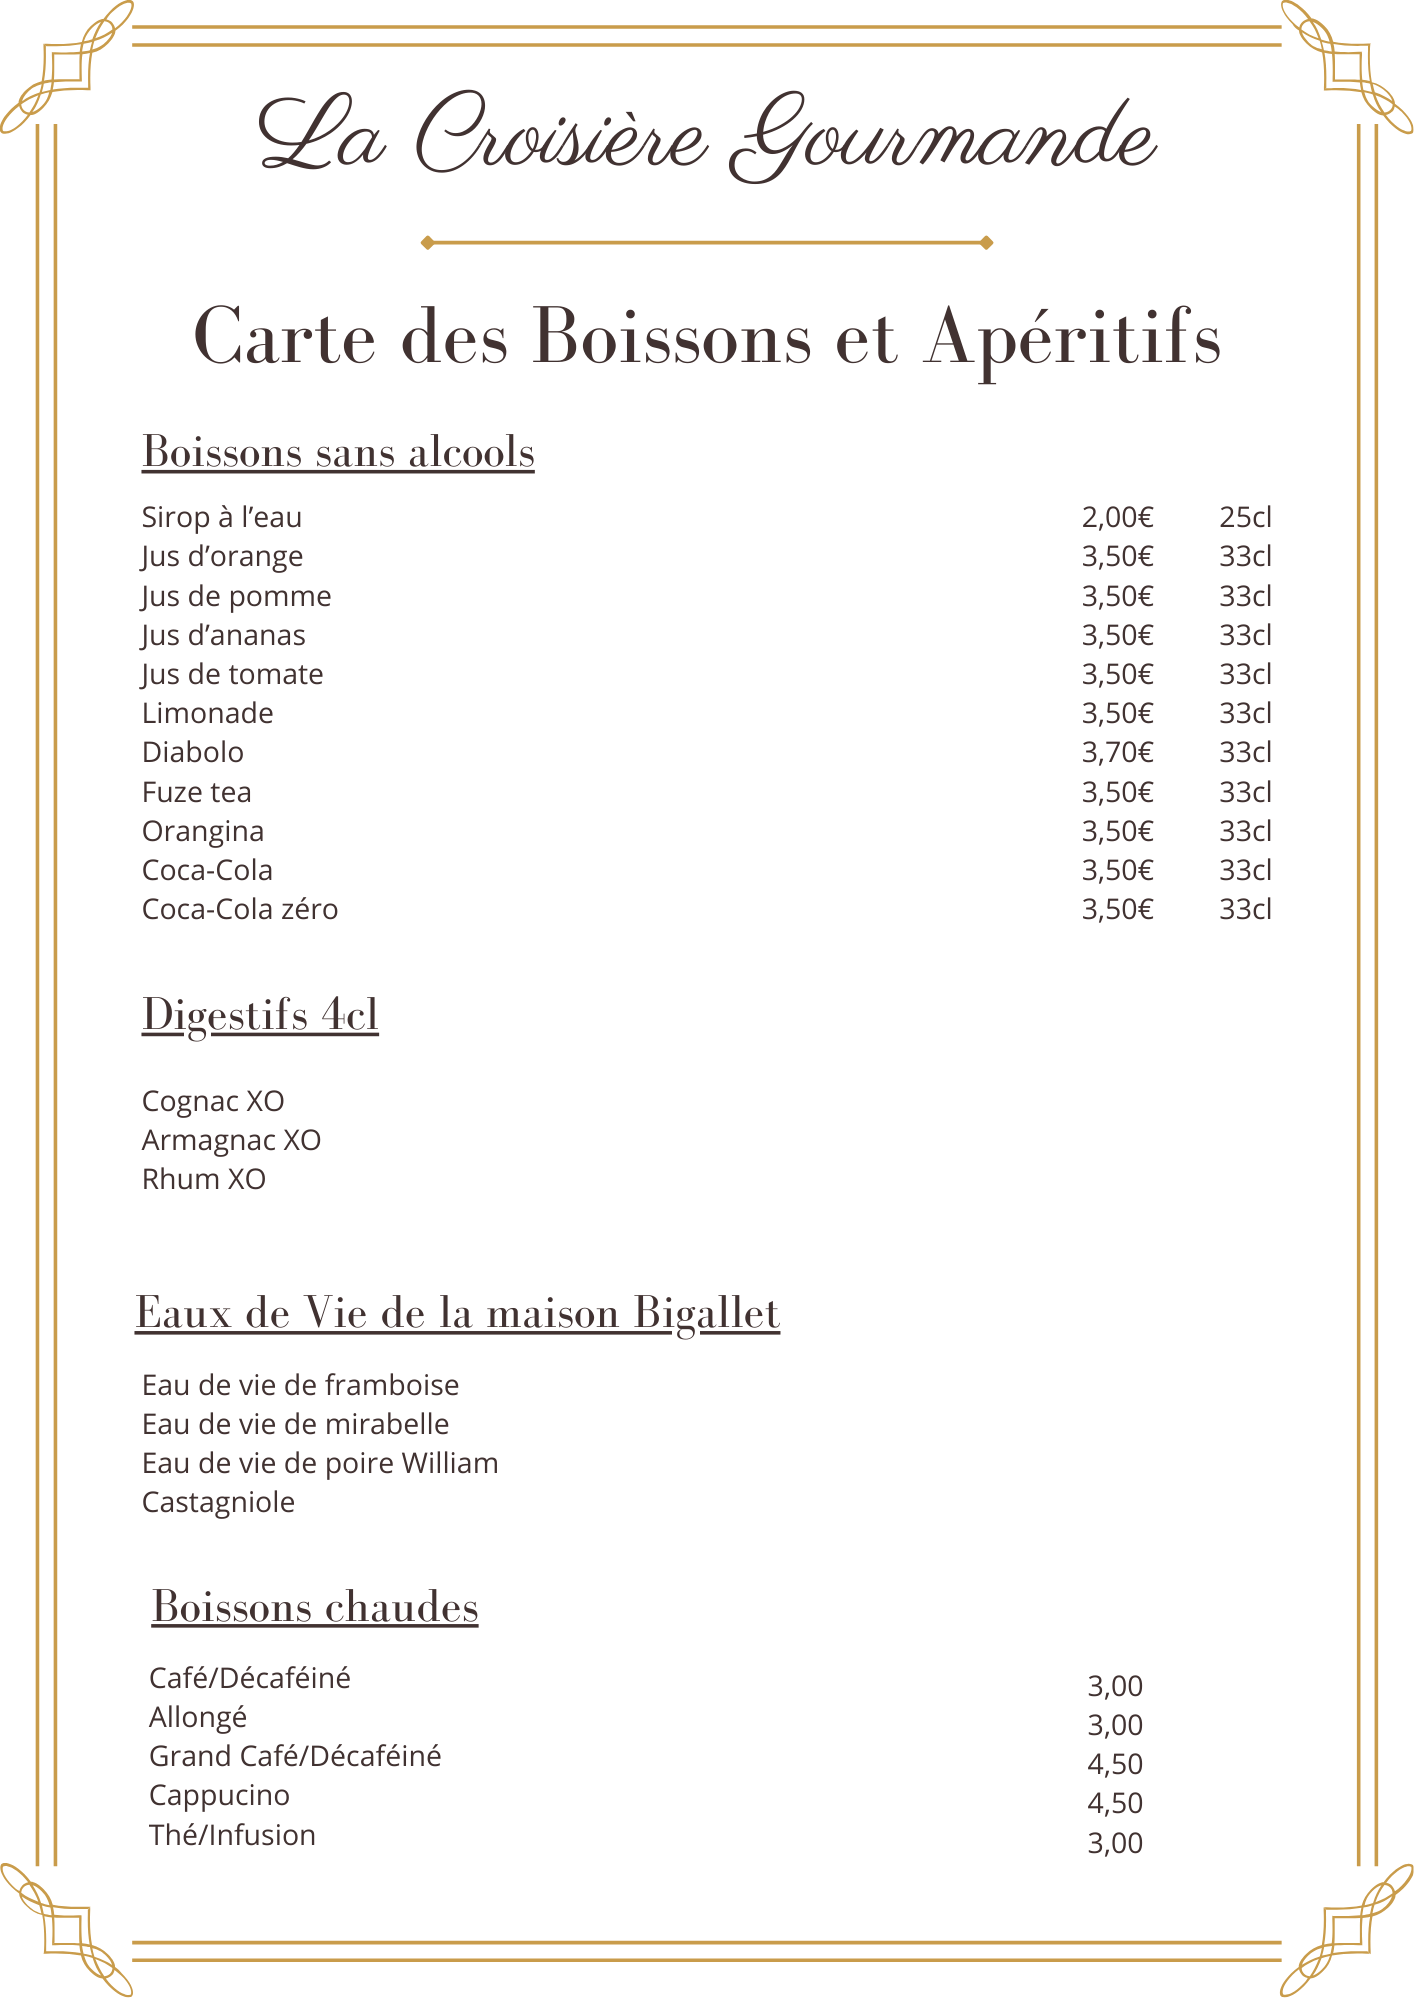 La Croisière Gourmande
Carte des Boissons et Apéritifs
Boissons sans alcools
Sirop à l’eau 2,00€ 25cl
Jus d’orange 3,50€ 33cl
Jus de pomme 3,50€ 33cl
Jus d’ananas 3,50€ 33cl
Jus de tomate 3,50€ 33cl
Limonade 3,50€ 33cl
Diabolo 3,70€ 33cl
Fuze tea 3,50€ 33cl
Orangina 3,50€ 33cl
Coca-Cola 3,50€ 33cl
Coca-Cola zéro 3,50€ 33cl
Digestifs 4cl
Cognac XO
Armagnac XO
Rhum XO
Eaux de Vie de la maison Bigallet
Eau de vie de framboise
Eau de vie de mirabelle
Eau de vie de poire William
Castagniole
Boissons chaudes
Café/Décaféiné 3,00
Allongé 3,00
Grand Café/Décaféiné 4,50
Cappucino 4,50
Thé/Infusion 3,00